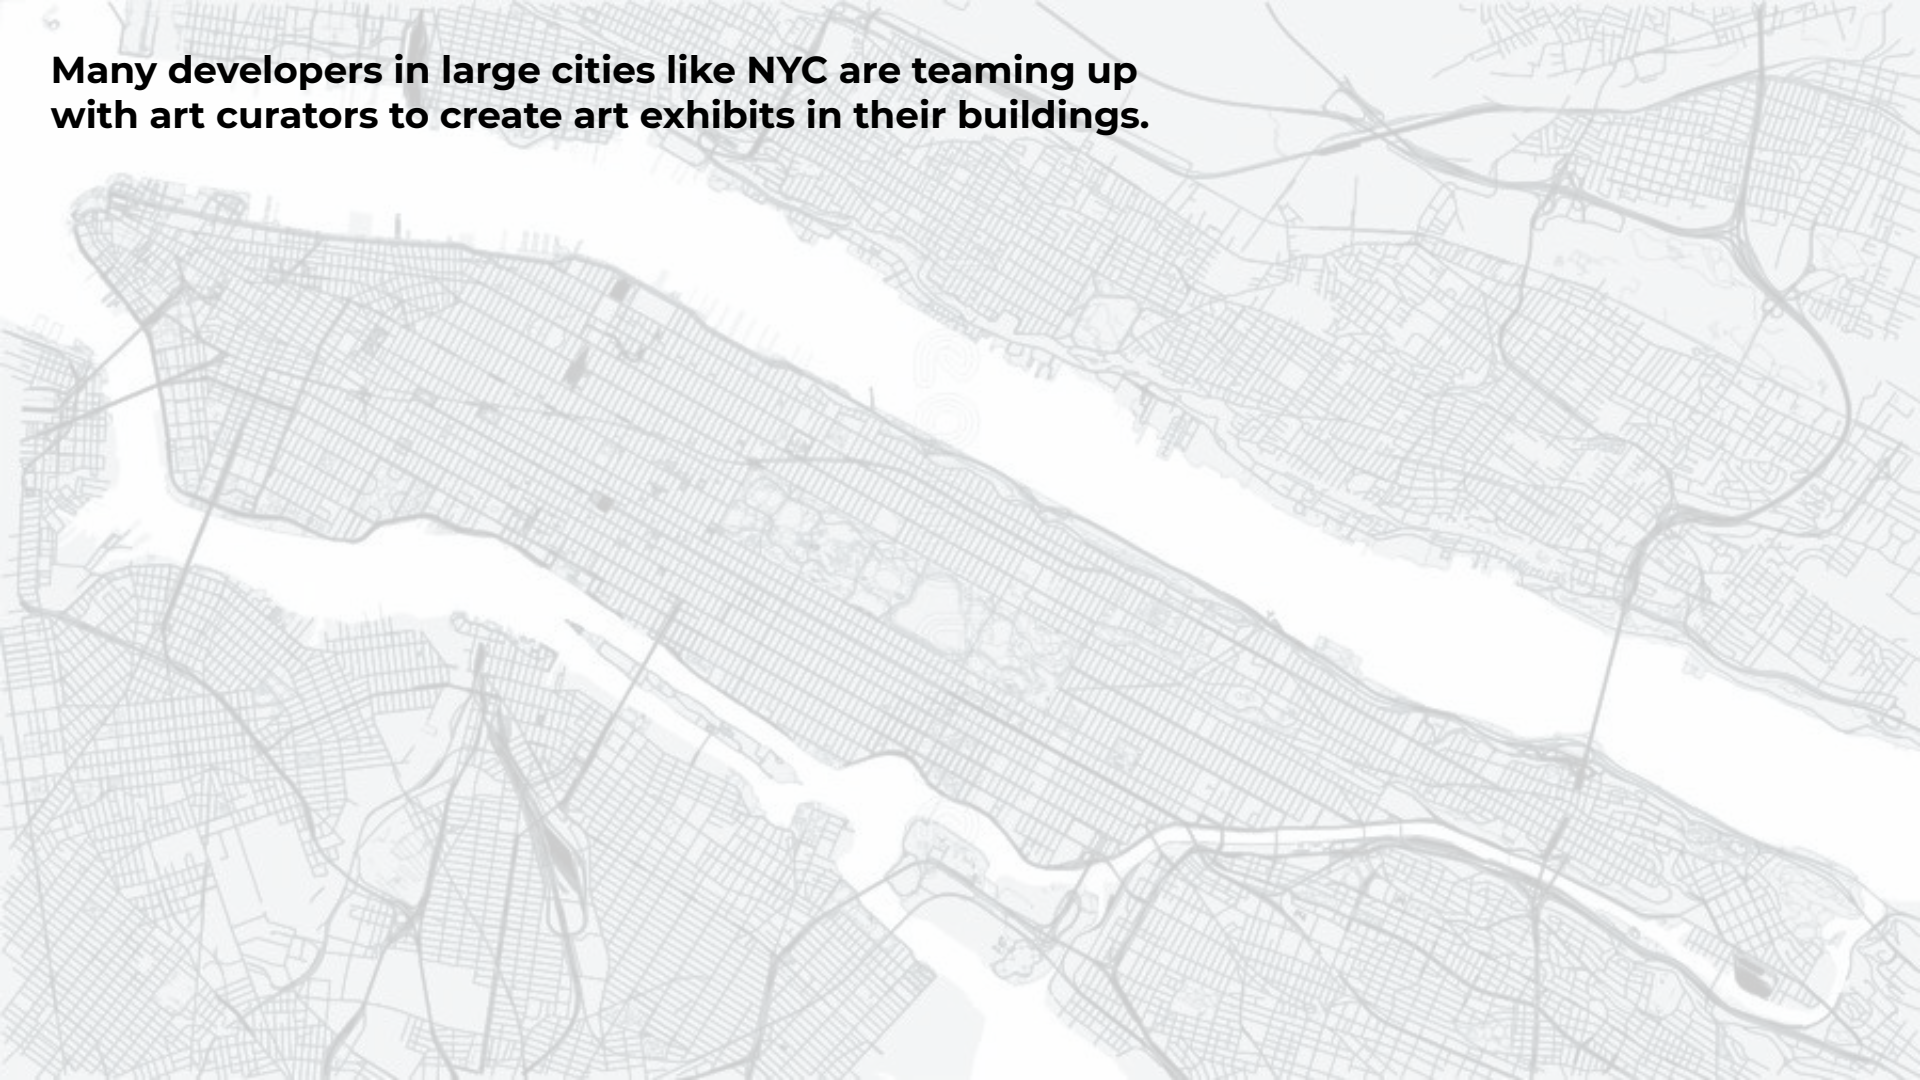 Many developers in large cities like NYC are teaming up
with art curators to create art exhibits in their buildings.